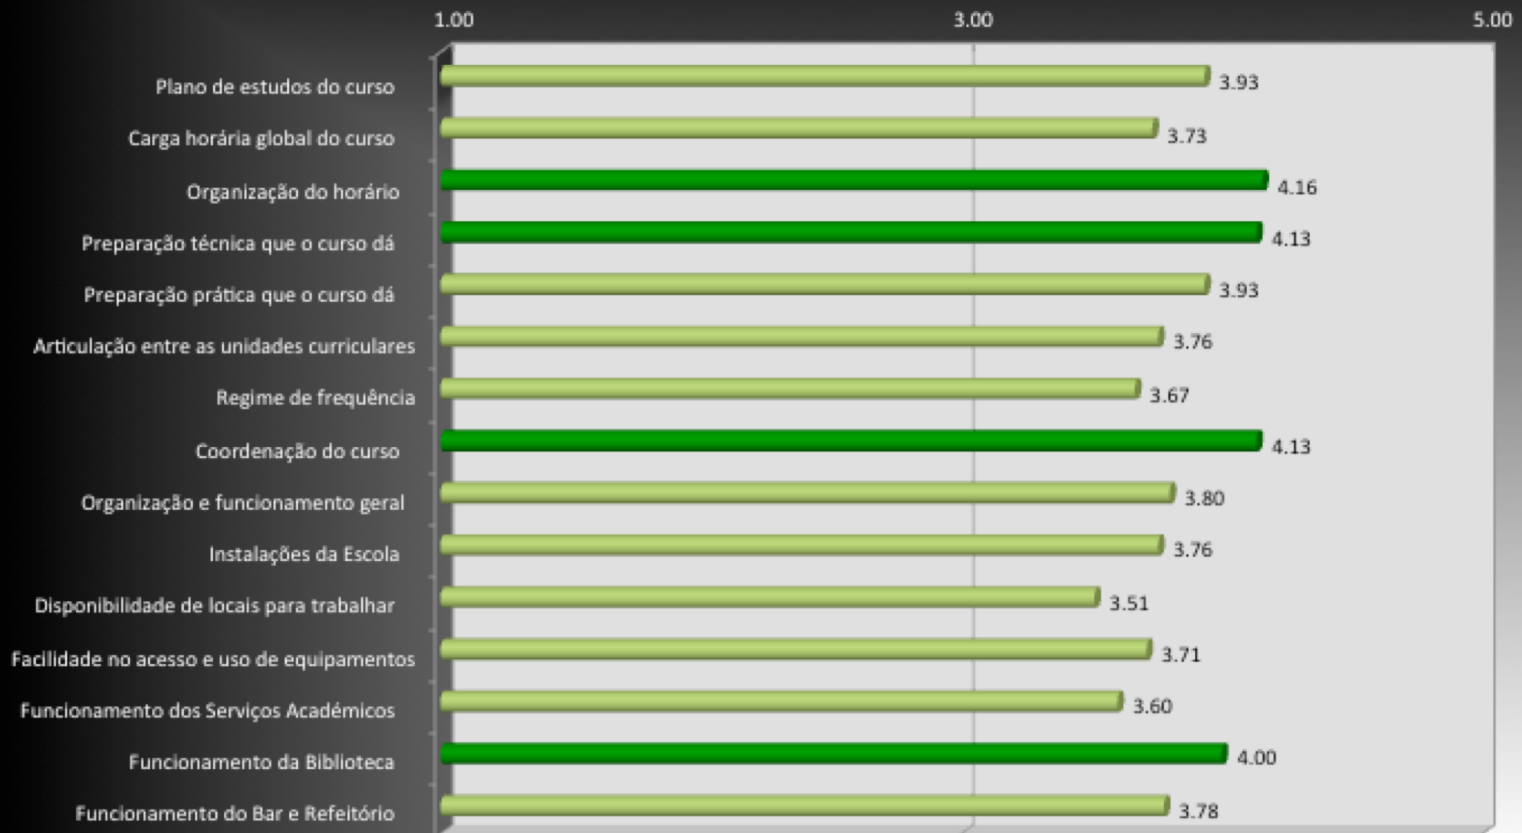 1.00 3.00 5.00
Plano de estudos do curso 3.93
Carga horária global do curso 3.73
Organização do horário 4.16
Preparação técnica que o curso dá 4.13
Preparação prática que o curso dá 3.93
Articulação entre as unidades curriculares 3.76
Regime de frequência 3.67
Coordenação do curso 4.13
Organização e funcionamento geral 3.80
Instalações da Escola 3.76
Disponibilidade de locais para trabalhar 3.51
Facilidade no acesso e uso de equipamentos 3.71
Funcionamento dos Serviços Académicos 3.60
Funcionamento da Biblioteca 4.00
Funcionamento do Bar e Refeitório 3.78